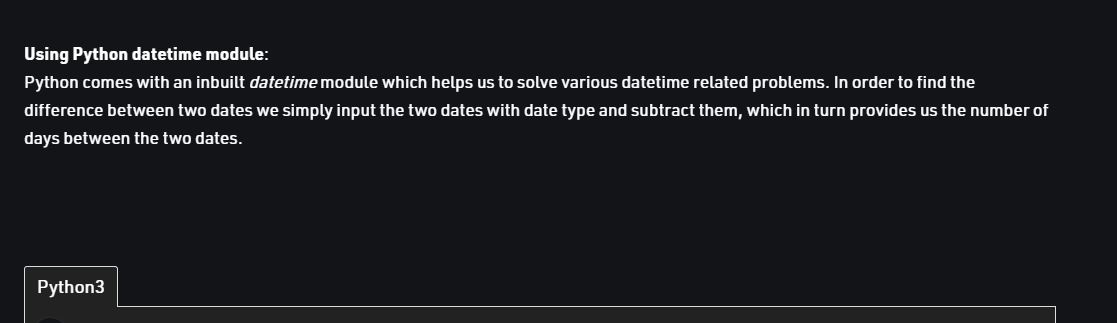 Using Python datetime module:
Python comes with an inbuilt datetime module which helps us to solve various datetime related problems. In order to find the
difference between two dates we simply input the two dates with date type and subtract them, which in turn provides us the number of
days between the two dates.
Python3